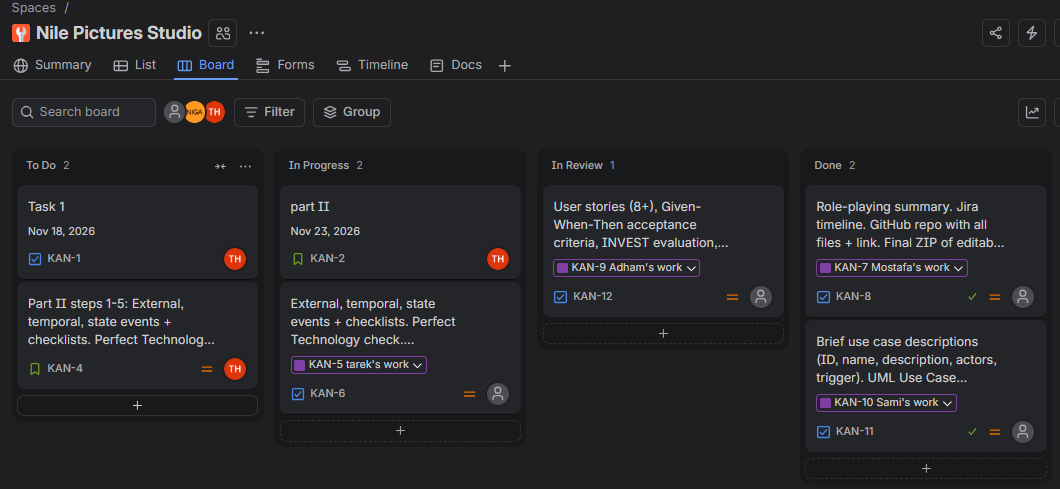 Spaces /
Nile Pictures Studio
Summary
List
Board
Forms
Timeline
Docs
Search board
NIGA
TH
Filter
Group
To Do 2
Task 1
Nov 18, 2026
KAN-1
TH
Part II steps 1-5: External,
temporal, state events +
checklists. Perfect Technolog...
KAN-4
TH
In Progress 2
part II
Nov 23, 2026
KAN-2
TH
External, temporal, state
events + checklists. Perfect
Technology check....
KAN-5 tarek's work
KAN-6
In Review 1
User stories (8+), Given-
When-Then acceptance
criteria, INVEST evaluation,...
KAN-9 Adham's work
KAN-12
Done 2
Role-playing summary. Jira
timeline. GitHub repo with all
files + link. Final ZIP of editab...
KAN-7 Mostafa's work
KAN-8
Brief use case descriptions
(ID, name, description, actors,
trigger). UML Use Case...
KAN-10 Sami's work
KAN-11